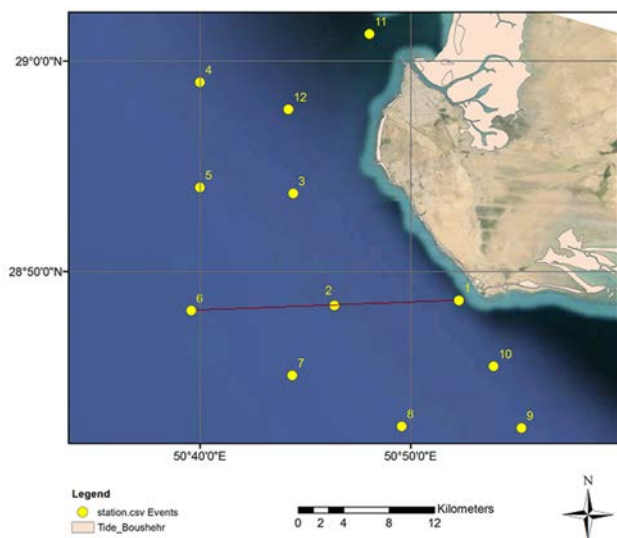 11
29°0'0"N
4
12
5
3
28°50'0"N
2
1
6
7
10
8
9
50°40'0"E
50°50'0"E
Legend
station.csv Events
Tide_Boushehr
Kilometers
0 2 4 8 12
N